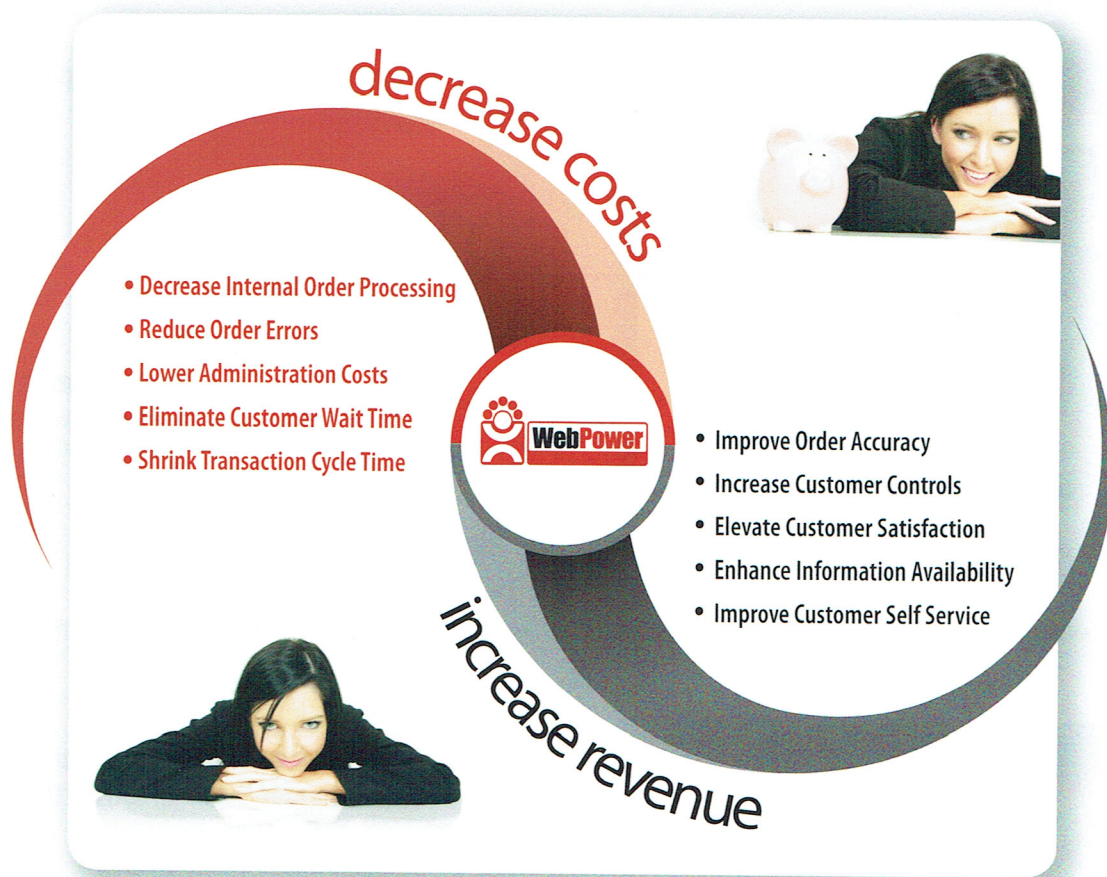 decrease costs
• Decrease Internal Order Processing
• Reduce Order Errors
• Lower Administration Costs
• Eliminate Customer Wait Time
• Shrink Transaction Cycle Time
WebPower
• Improve Order Accuracy
• Increase Customer Controls
• Elevate Customer Satisfaction
• Enhance Information Availability
• Improve Customer Self Service
increase revenue